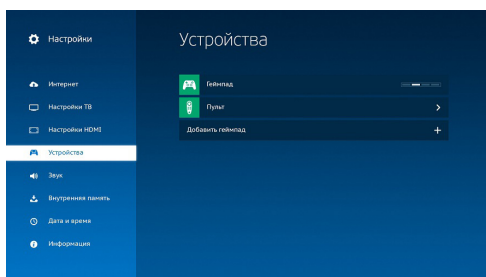 Настройки
Интернет
Настройки ТВ
Настройки HDMI
Устройства
Звук
Внутренняя память
Дата и время
Информация
Устройства
Геймпад
Пульт
Добавить геймпад